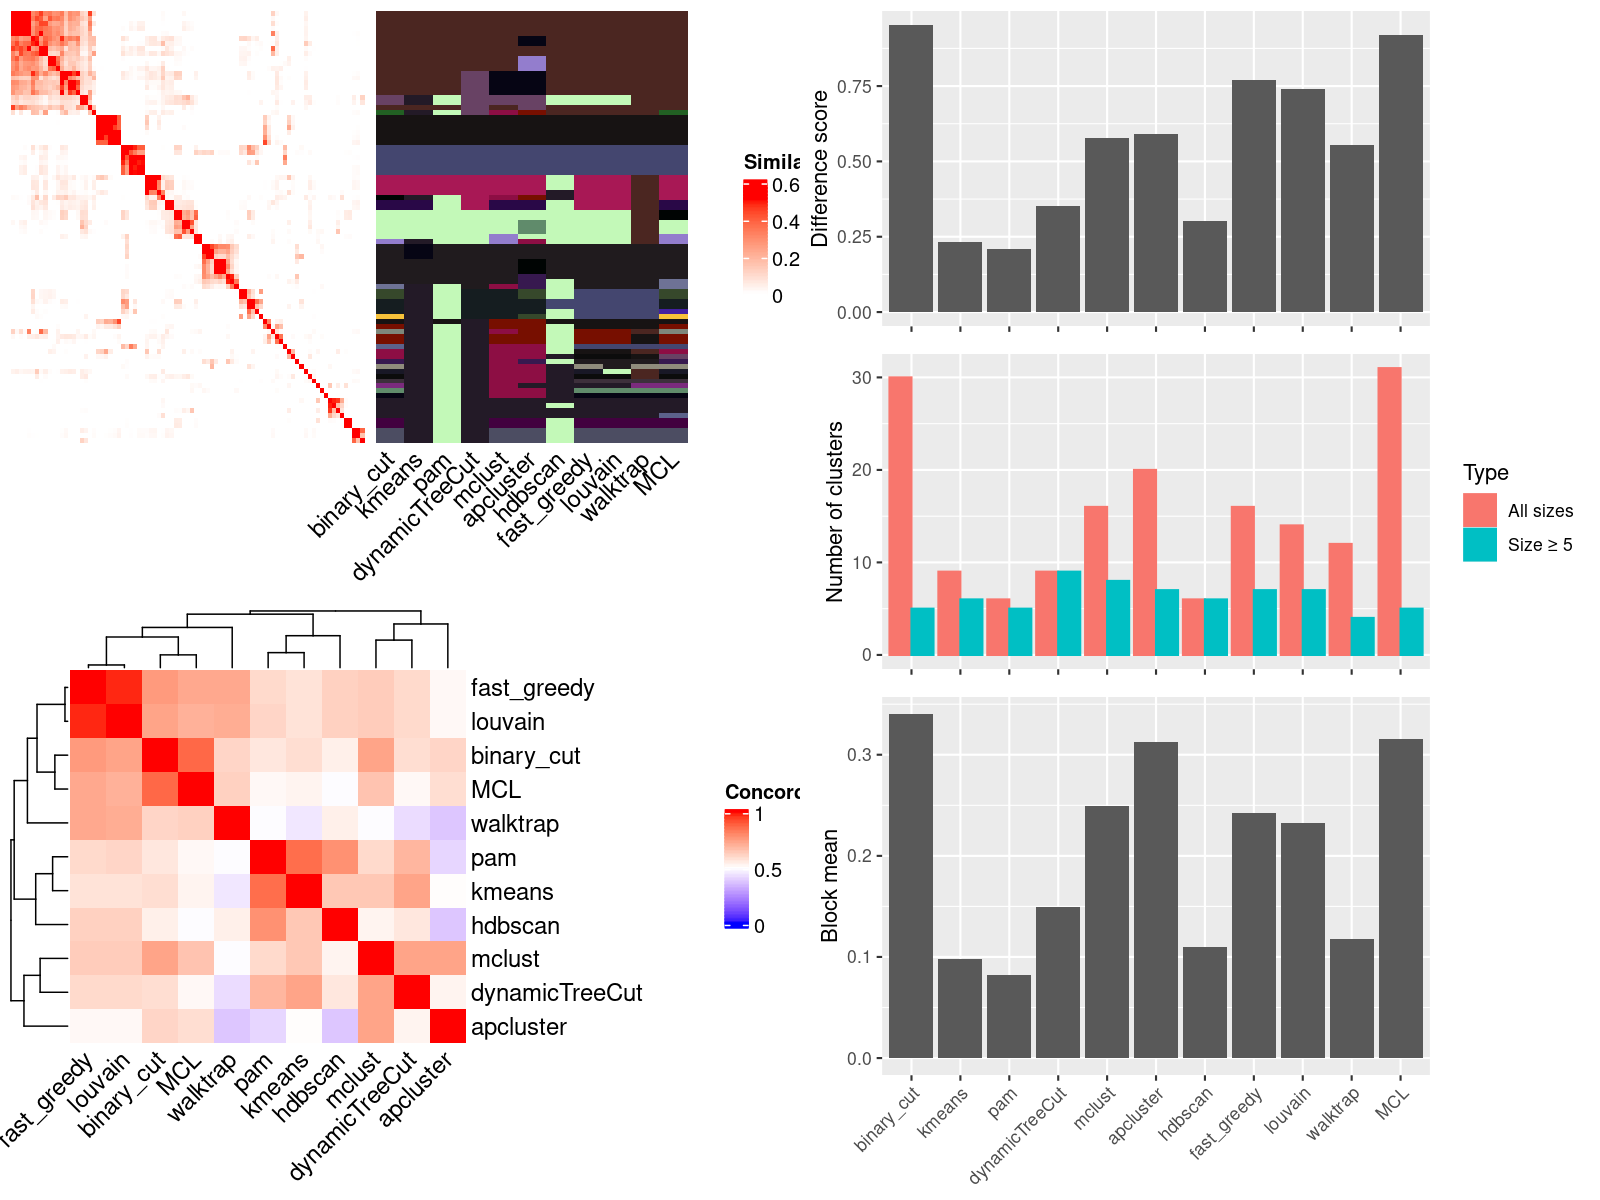 Simila
0.6
0.4
0.2
0
binary_cut
kmeans
pam
dynamicTreeCut
mclust
apcluster
hdbscan
fast_greedy
louvain
walktrap
MCL
fast_greedy
louvain
binary_cut
MCL
walktrap
pam
kmeans
hdbscan
mclust
dynamicTreeCut
apcluster
fast_greedy
louvain
binary_cut
MCL
walktrap
pam
kmeans
hdbscan
mclust
dynamicTreeCut
apcluster
Concord
1
0.5
0
Difference score
0.75
0.50
0.25
0.00
Number of clusters
30
20
10
0
Type
All sizes
Size ≥ 5
Block mean
0.3
0.2
0.1
0.0
binary_cut
kmeans
pam
dynamicTreeCut
mclust
apcluster
hdbscan
fast_greedy
louvain
walktrap
MCL